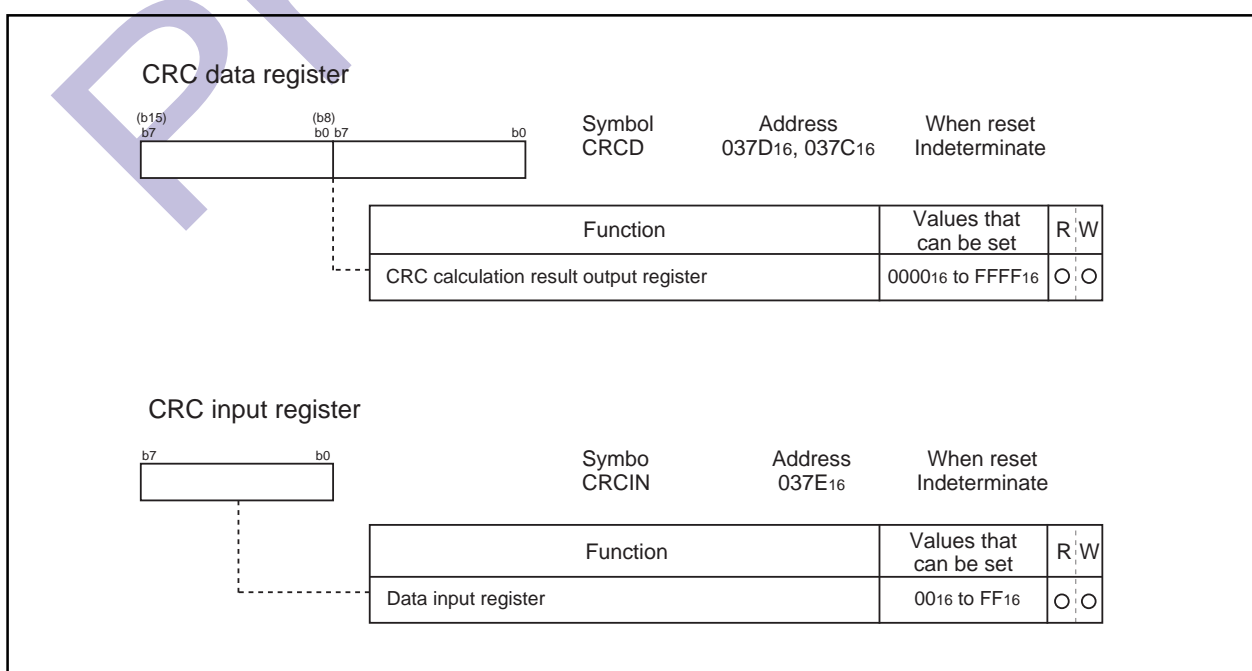 CRC data register
(b15) (b8)
b7 b0 b7 b0
Symbol Address When reset
CRCD 037D16, 037C16 Indeterminate
Function Values that can be set R W
CRC calculation result output register 000016 to FFFF16 O O
CRC input register
b7 b0
Symbo Address When reset
CRCIN 037E16 Indeterminate
Function Values that can be set R W
Data input register 0016 to FF16 O O